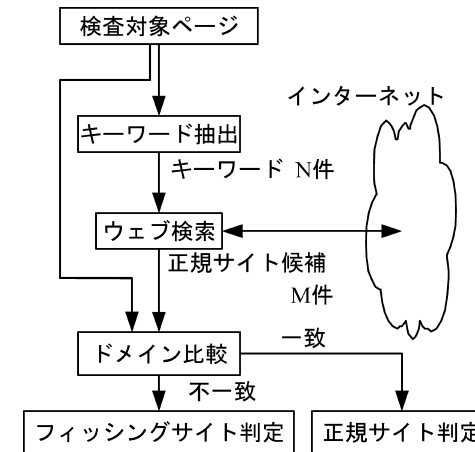 検査対象ページ
インターネット
キーワード抽出
キーワード N件
ウェブ検索
正規サイト候補
M件
ドメイン比較
一致
不一致
フィッシングサイト判定
正規サイト判定